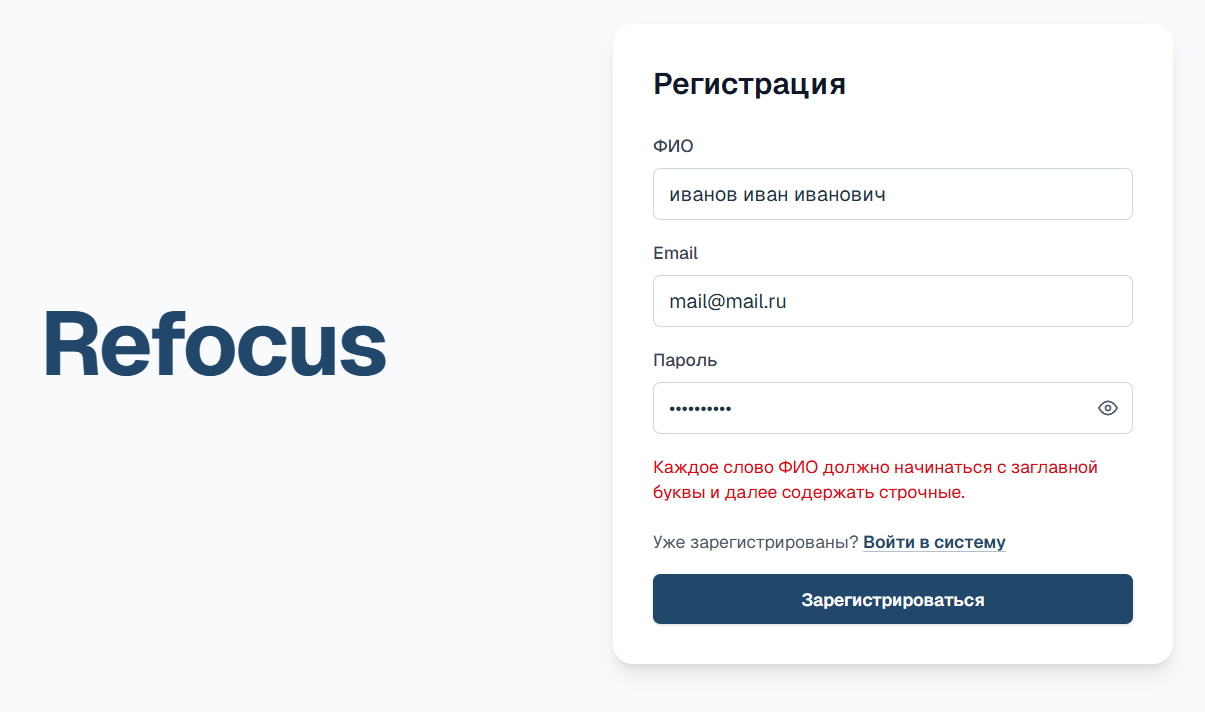 Refocus
Регистрация
ФИО
иванов иван иванович
Email
mail@mail.ru
Пароль
••••••••••
Каждое слово ФИО должно начинаться с заглавной
буквы и далее содержать строчные.
Уже зарегистрированы? Войти в систему
Зарегистрироваться